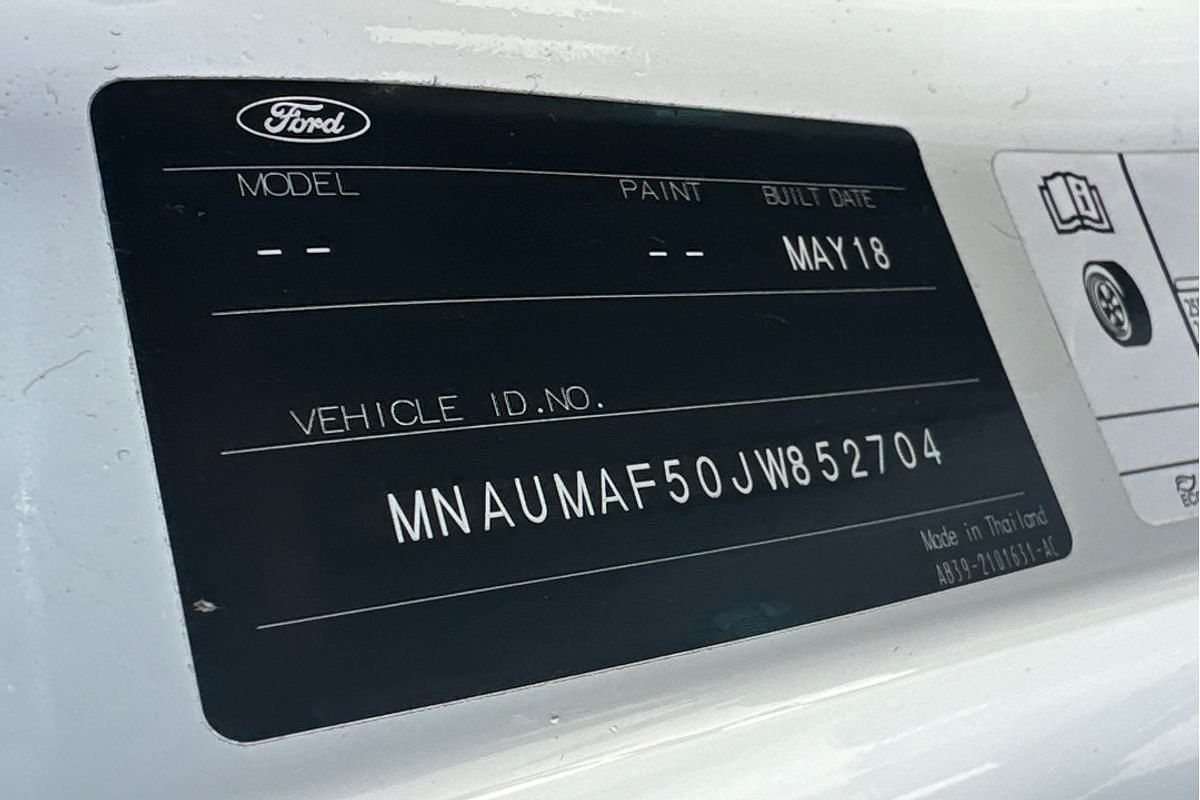 Ford
MODEL PAINT BUILT DATE
-- -- MAY18
VEHICLE ID.NO.
MNAUMAF50JW852704
Made in Thailand
AB39-2101631-AC
i